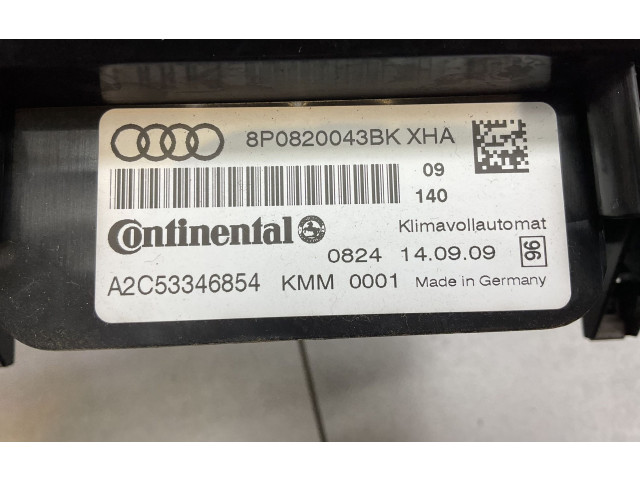 8P0820043BK XHA
09
140
Continental
Klimavollautomat
0824 14.09.09 96
A2C53346854 KMM 0001 Made in Germany